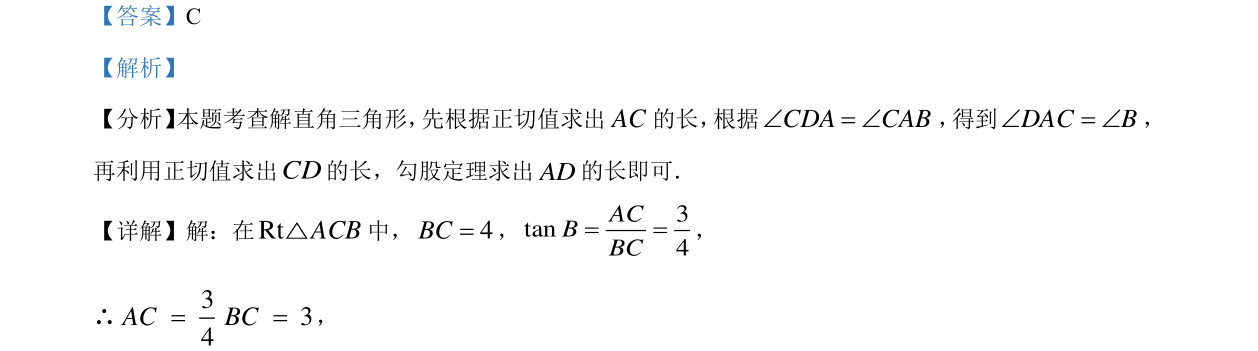 【答案】C
【解析】
【分析】本题考查解直角三角形，先根据正切值求出 AC 的长，根据 ∠CDA = ∠CAB ，得到 ∠DAC = ∠B ，
再利用正切值求出 CD 的长，勾股定理求出 AD 的长即可．
【详解】解：在 Rt△ACB 中， BC = 4 ， tan B = AC/BC = 3/4 ，
∴ AC = 3/4 BC = 3 ，